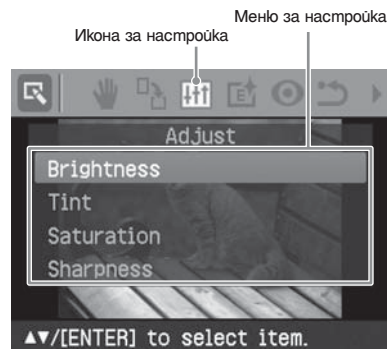 Меню за настройка
Икона за настройка
Adjust
Brightness
Tint
Saturation
Sharpness
▲▼/[ENTER] to select item.